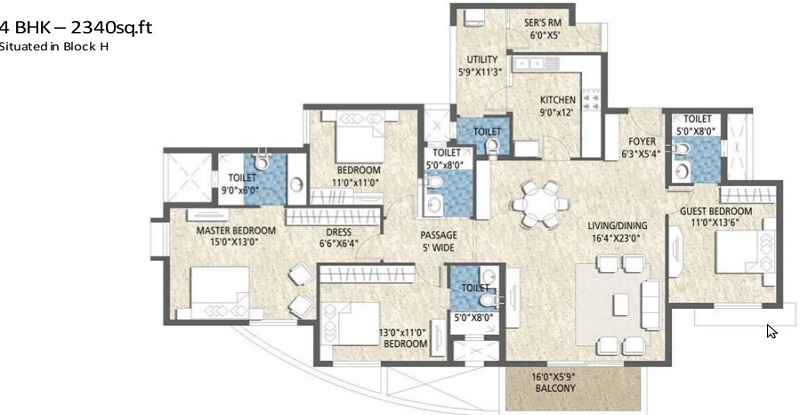 4 BHK – 2340sq.ft
Situated in Block H
SER'S RM
6'0"X5'
UTILITY
5'9"X11'3"
KITCHEN
9'0"x12'
TOILET
TOILET
5'0"X8'0"
FOYER
6'3"X5'4"
TOILET
5'0"x8'0"
BEDROOM
11'0"x11'0"
TOILET
9'0"x6'0"
GUEST BEDROOM
11'0"X13'6"
MASTER BEDROOM
15'0"X13'0"
DRESS
6'6"X6'4"
PASSAGE
5' WIDE
LIVING/DINING
16'4"X23'0"
TOILET
5'0"X8'0"
13'0"x11'0"
BEDROOM
16'0"X5'9"
BALCONY